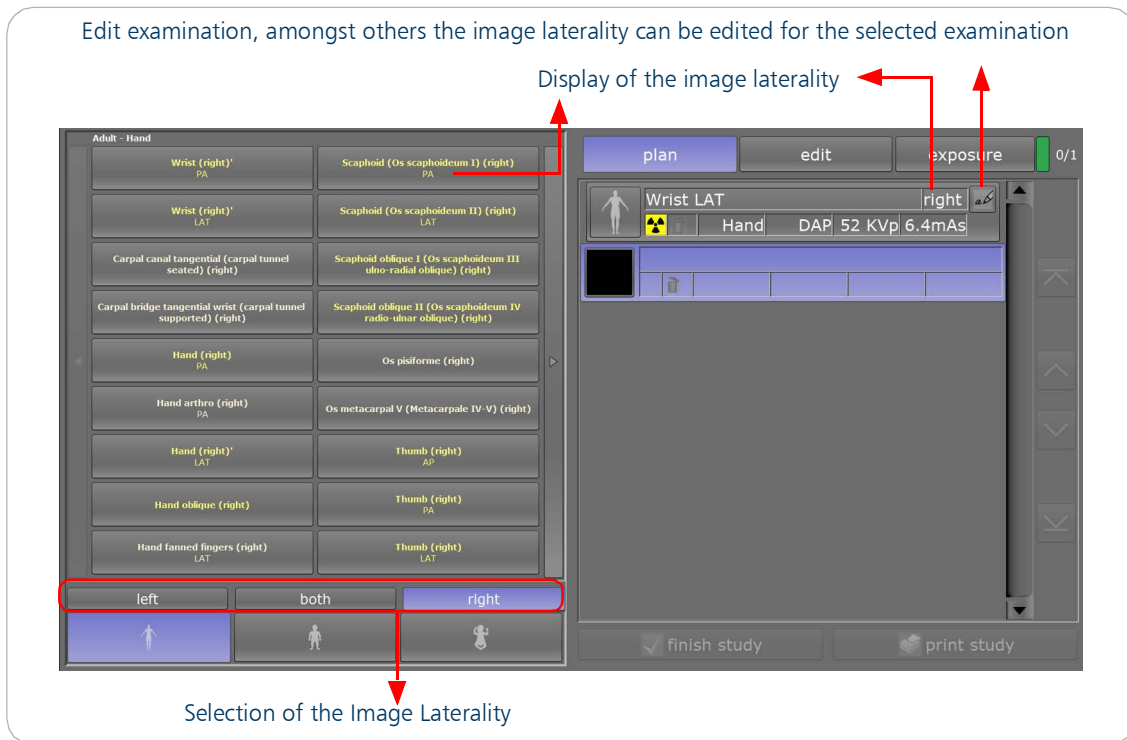 Edit examination, amongst others the image laterality can be edited for the selected examination
Display of the image laterality
Adult - Hand
Wrist (right)'
PA
Scaphoid (Os scaphoideum I) (right)
PA
Wrist (right)'
LAT
Scaphoid (Os scaphoideum II) (right)
LAT
Carpal canal tangential (carpal tunnel
seated) (right)
Scaphoid oblique I (Os scaphoideum III
ulno-radial oblique) (right)
Carpal bridge tangential wrist (carpal tunnel
supported) (right)
Scaphoid oblique II (Os scaphoideum IV
radio-ulnar oblique) (right)
Hand (right)
PA
Os pisiforme (right)
Hand arthro (right)
PA
Os metacarpal V (Metacarpale IV-V) (right)
Hand (right)'
LAT
Thumb (right)
AP
Hand oblique (right)
Thumb (right)
PA
Hand fanned fingers (right)
LAT
Thumb (right)
LAT
left both right
plan edit exposure 0/1
Wrist LAT right
Hand DAP 52 KVp 6.4mAs
finish study print study
Selection of the Image Laterality